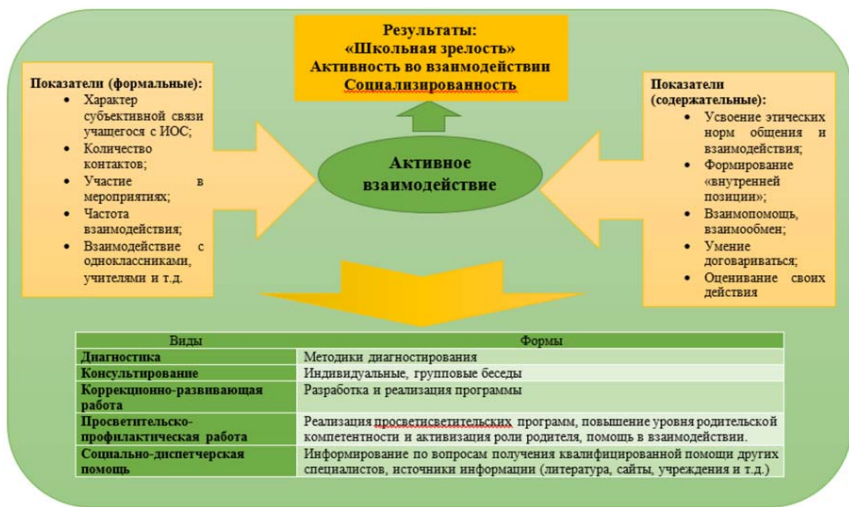 Результаты:
«Школьная зрелость»
Активность во взаимодействии
Социализированность
Показатели (формальные):
• Характер
субъективной связи
учащегося с ИОС;
• Количество
контактов;
• Участие в
мероприятиях;
• Частота
взаимодействия;
• Взаимодействие с
одноклассниками,
учителями и т.д.
Активное
взаимодействие
Показатели
(содержательные):
• Усвоение этических
норм общения и
взаимодействия;
• Формирование
«внутренней
позиции»;
• Взаимопомощь,
взаимообмен;
• Умение
договариваться;
• Оценивание своих
действия
Виды Формы
Диагностика Методики диагностирования
Консультирование Индивидуальные, групповые беседы
Коррекционно-развивающая Разработка и реализация программы
работа
Просветительско- Реализация просветисветительских программ, повышение уровня родительской
профилактическая работа компетентности и активизация роли родителя, помощь в взаимодействии.
Социально-диспетчерская Информирование по вопросам получения квалифицированной помощи других
помощь специалистов, источники информации (литература, сайты, учреждения и т.д.)